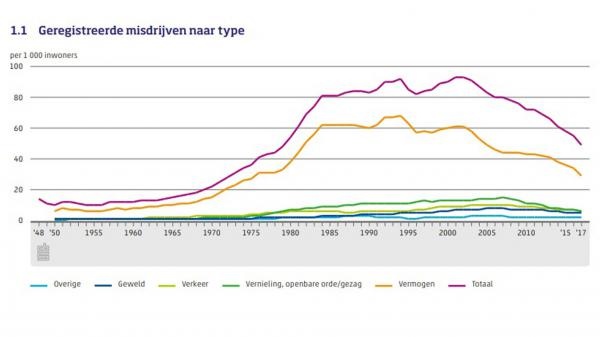 1.1 Geregistreerde misdrijven naar type
per 1 000 inwoners
100
80
60
40
20
0
'48 '50 1955 1960 1965 1970 1975 1980 1985 1990 1995 2000 2005 2010 '15 '17
Overige Geweld Verkeer Vernieling, openbare orde/gezag Vermogen Totaal